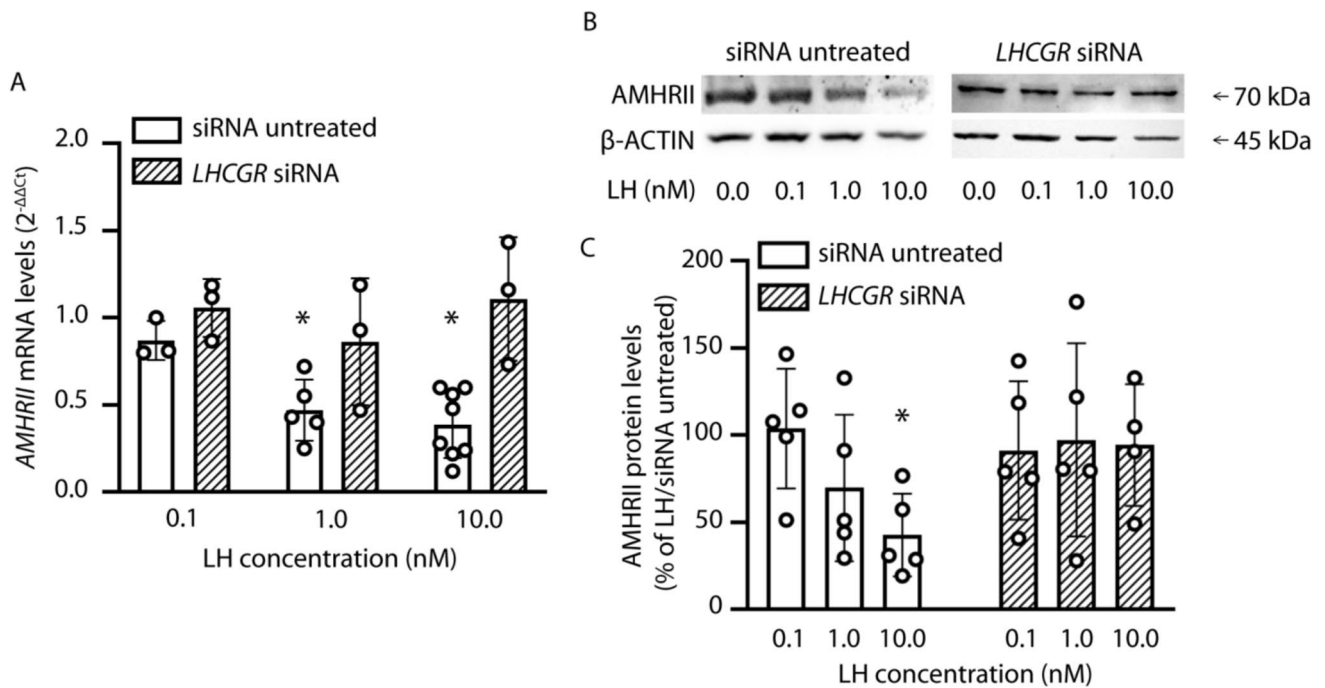 A
siRNA untreated
LHCGR siRNA
AMHRII mRNA levels (2-ΔΔCt)
2.0
1.5
1.0
0.5
0.0
*
*
0.1 1.0 10.0
LH concentration (nM)
B
siRNA untreated LHCGR siRNA
AMHRII ←70 kDa
β-ACTIN ←45 kDa
LH (nM) 0.0 0.1 1.0 10.0 0.0 0.1 1.0 10.0
C
siRNA untreated
LHCGR siRNA
AMHRII protein levels
(% of LH/siRNA untreated)
200
150
100
50
0
*
0.1 1.0 10.0 0.1 1.0 10.0
LH concentration (nM)